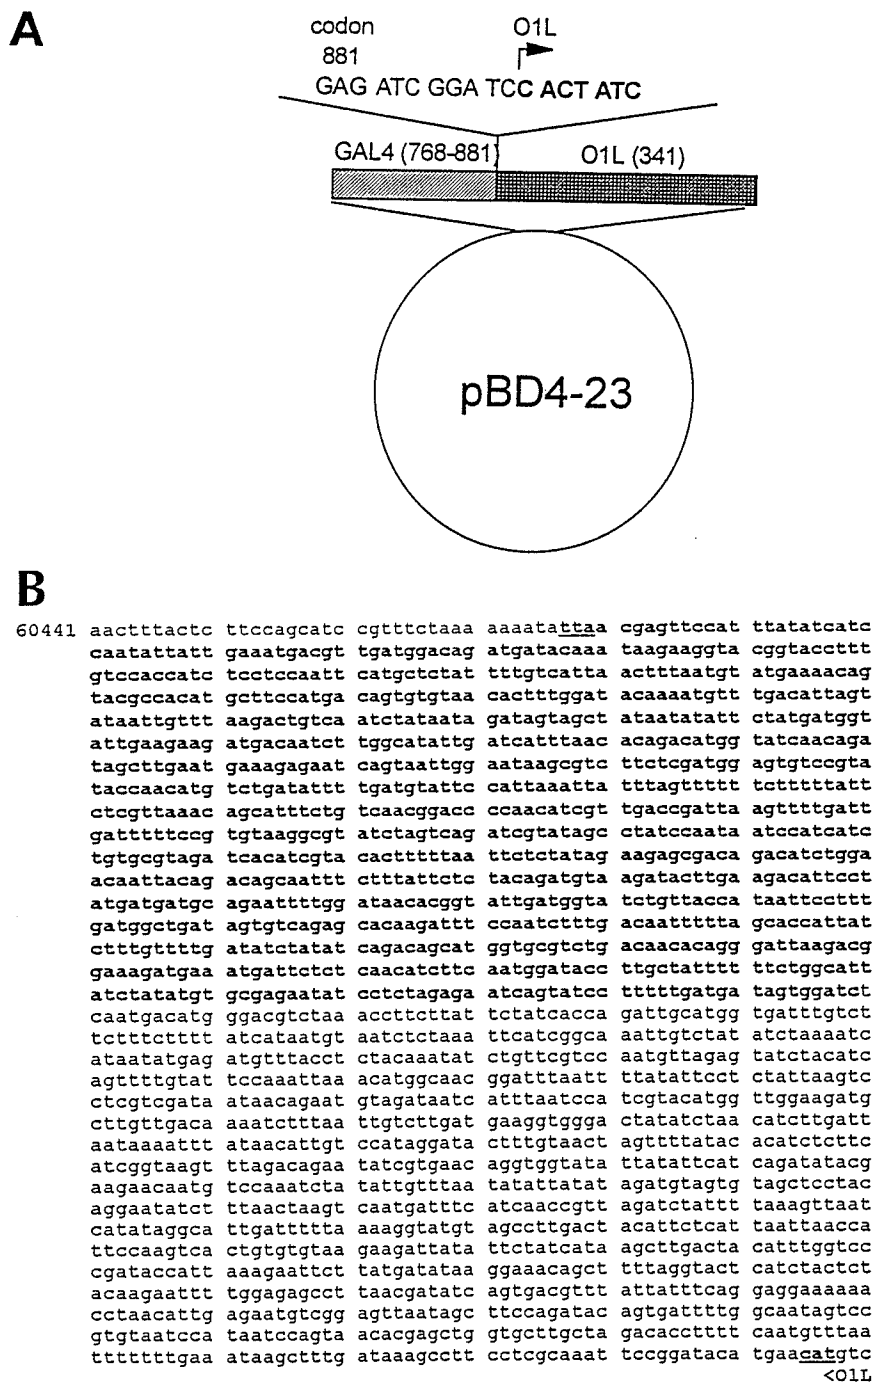 A
codon O1L
881
GAG ATC GGA TCC ACT ATC
GAL4 (768-881) O1L (341)
pBD4-23
B
60441 aactttactc ttccagcatc cgtttctaaa aaaatattaa cgagttccat ttatatcatc
caatattatt gaaatgacgt tgatggacag atgatacaaa taagaaggta cggtaccttt
gtccaccatc tcctccaatt catgctctat tttgtcatta actttaatgt atgaaaacag
tacgccacat gcttccatga cagtgtgtaa cactttggat acaaaatgtt tgacattagt
ataattgttt aagactgtca atctataata gatagtagct ataatatatt ctatgatggt
attgaagaag atgacaatct tggcatattg atcatttaac acagacatgg tatcaacaga
tagcttgaat gaaagagaat cagtaattgg aataagcgtc ttctcgatgg agtgtccgta
taccaacatg tctgatattt tgatgtattc cattaaatta tttagttttt tctttttatt
ctcgttaaac agcatttctg tcaacggacc ccaacatcgt tgaccgatta agttttgatt
gatttttccg tgtaaggcgt atctagtcag atcgtatagc ctatccaata atccatcatc
tgtgcgtaga tcacatcgta cactttttaa ttctctatag aagagcgaca gacatctgga
acaattacag acagcaattt ctttattctc tacagatgta agatacttga agacattcct
atgatgatgc agaattttgg ataacacggt attgatggta tctgttacca taattccttt
gatggctgat agtgtcagag cacaagattt ccaatctttg acaattttta gcaccattat
ctttgttttg atatctatat cagacagcat ggtgcgtctg acaacacagg gattaagacg
gaaagatgaa atgattctct caacatcttc aatggatacc ttgctatttt ttctggcatt
atctatatgt gcgagaatat cctctagaga atcagtatcc tttttgatga tagtggatct
caatgacatg ggacgtctaa accttcttat tctatcacca gattgcatgg tgatttgtct
tctttctttt atcataatgt aatctctaaa ttcatcggca aattgtctat atctaaaatc
ataatatgag atgtttacct ctacaaatat ctgttcgtcc aatgttagag tatctacatc
agttttgtat tccaaattaa acatggcaac ggatttaatt ttatattcct ctattaagtc
ctcgtcgata ataacagaat gtagataatc atttaatcca tcgtacatgg ttggaagatg
cttgttgaca aaatctttaa ttgtcttgat gaaggtggga ctatatctaa catcttgatt
aataaaattt ataacattgt ccataggata ctttgtaact agttttatac acatctcttc
atcggtaagt ttagacagaa tatcgtgaac aggtggtata ttatattcat cagatatacg
aagaacaatg tccaaatcta tattgtttaa tatattatat agatgtagtg tagctcctac
aggaatatct ttaactaagt caatgatttc atcaaccgtt agatctattt taaagttaat
catataggca ttgattttta aaaggtatgt agccttgact acattctcat taattaacca
ttccaagtca ctgtgtgtaa gaagattata ttctatcata agcttgacta catttggtcc
cgataccatt aaagaattct tatgatataa ggaaacagct tttaggtact catctactct
acaagaattt tggagagcct taacgatatc agtgacgttt attatttcag gaggaaaaaa
cctaacattg agaatgtcgg agttaatagc ttccagatac agtgattttg gcaatagtcc
gtgtaatcca taatccagta acacgagctg gtgcttgcta gacacctttt caatgtttaa
tttttttgaa ataagctttg ataaagcctt cctcgcaaat tccggataca tgaacatgtc
<O1L